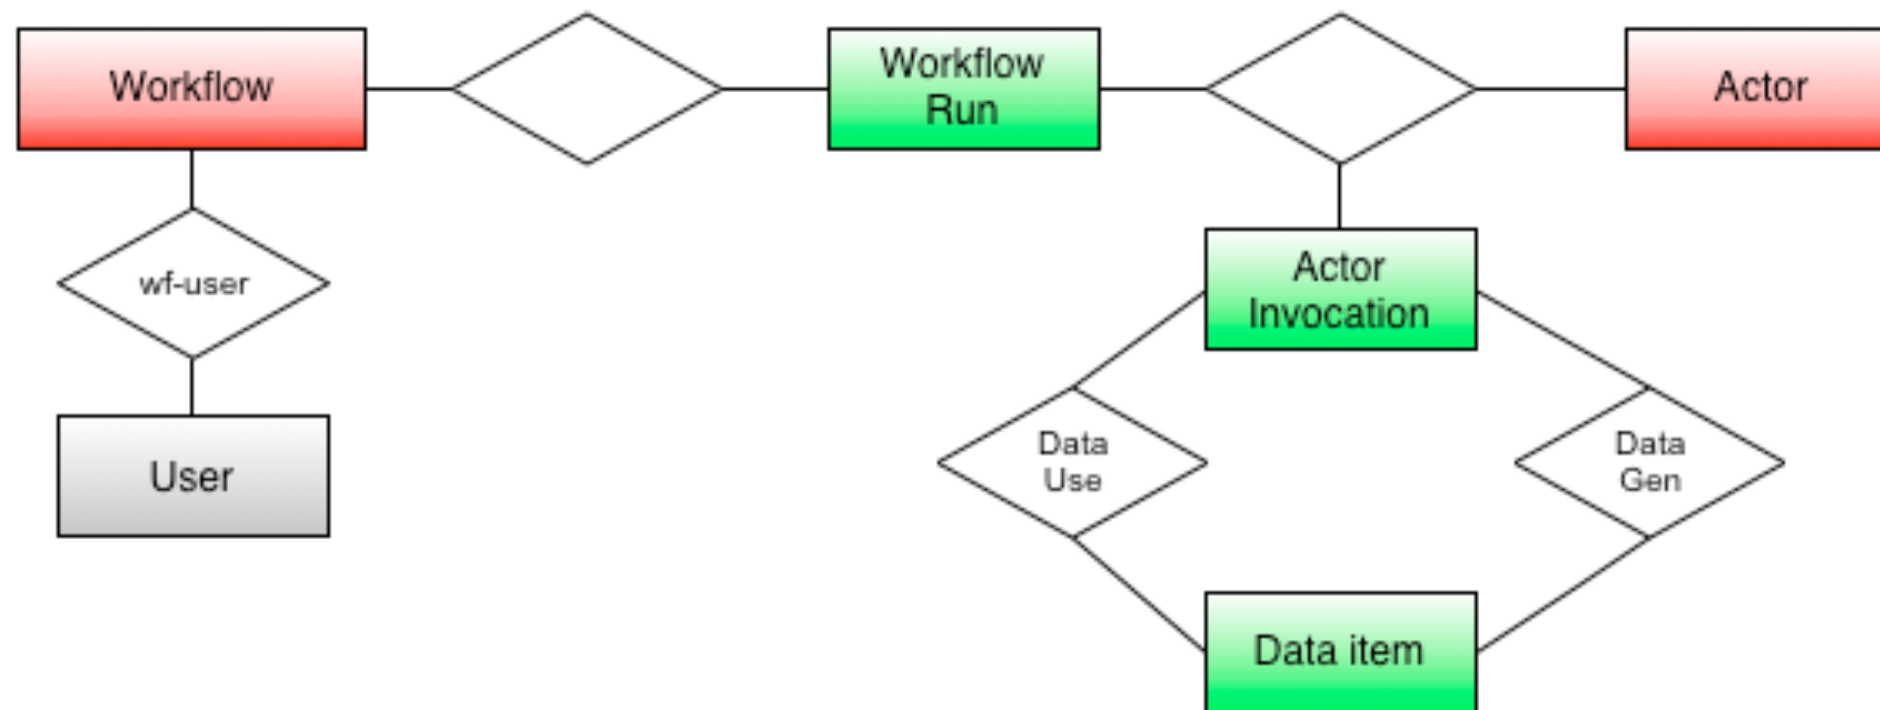 Workflow
Workflow
Run
Actor
wf-user
Actor
Invocation
User
Data
Use
Data
Gen
Data item